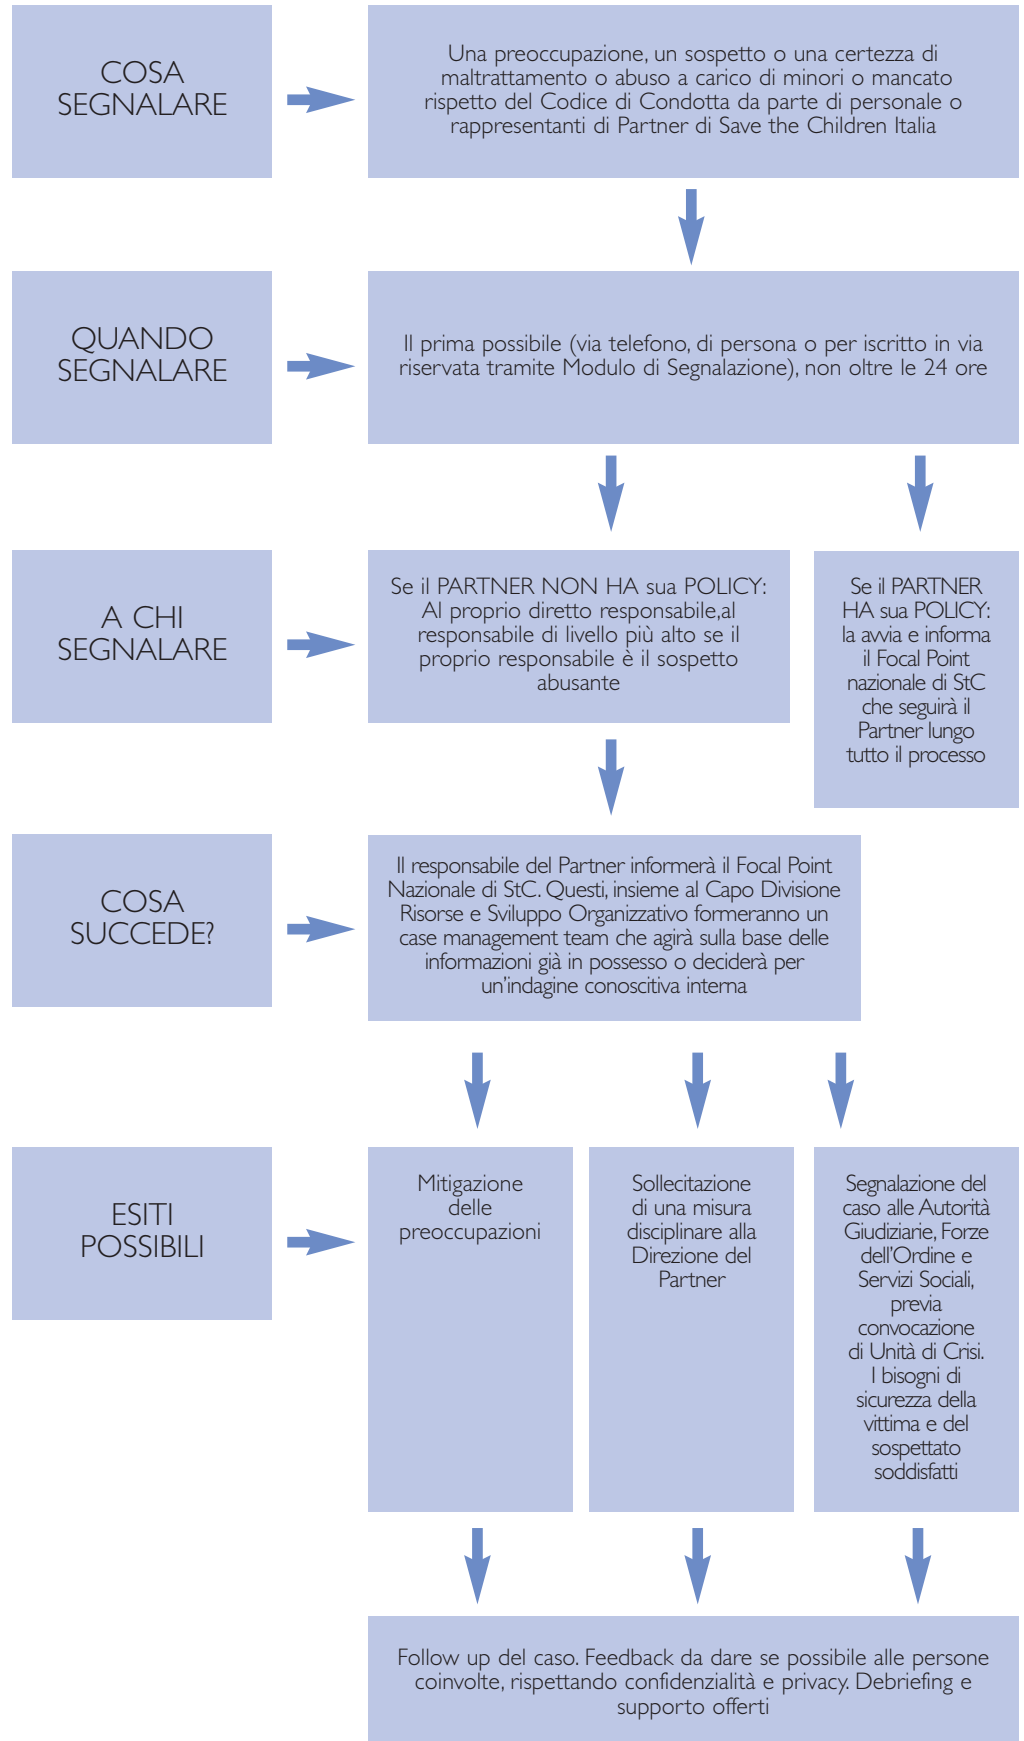 COSA
SEGNALARE
Una preoccupazione, un sospetto o una certezza di
maltrattamento o abuso a carico di minori o mancato
rispetto del Codice di Condotta da parte di personale o
rappresentanti di Partner di Save the Children Italia
QUANDO
SEGNALARE
Il prima possibile (via telefono, di persona o per iscritto in via
riservata tramite Modulo di Segnalazione), non oltre le 24 ore
A CHI
SEGNALARE
Se il PARTNER NON HA sua POLICY:
Al proprio diretto responsabile,al
responsabile di livello più alto se il
proprio responsabile è il sospetto
abusante
Se il PARTNER
HA sua POLICY:
la avvia e informa
il Focal Point
nazionale di StC
che seguirà il
Partner lungo
tutto il processo
COSA
SUCCEDE?
Il responsabile del Partner informerà il Focal Point
Nazionale di StC. Questi, insieme al Capo Divisione
Risorse e Sviluppo Organizzativo formeranno un
case management team che agirà sulla base delle
informazioni già in possesso o deciderà per
un'indagine conoscitiva interna
ESITI
POSSIBILI
Mitigazione
delle
preoccupazioni
Sollecitazione
di una misura
disciplinare alla
Direzione del
Partner
Segnalazione del
caso alle Autorità
Giudiziarie, Forze
dell'Ordine e
Servizi Sociali,
previa
convocazione
di Unità di Crisi.
I bisogni di
sicurezza della
vittima e del
sospettato
soddisfatti
Follow up del caso. Feedback da dare se possibile alle persone
coinvolte, rispettando confidenzialità e privacy. Debriefing e
supporto offerti